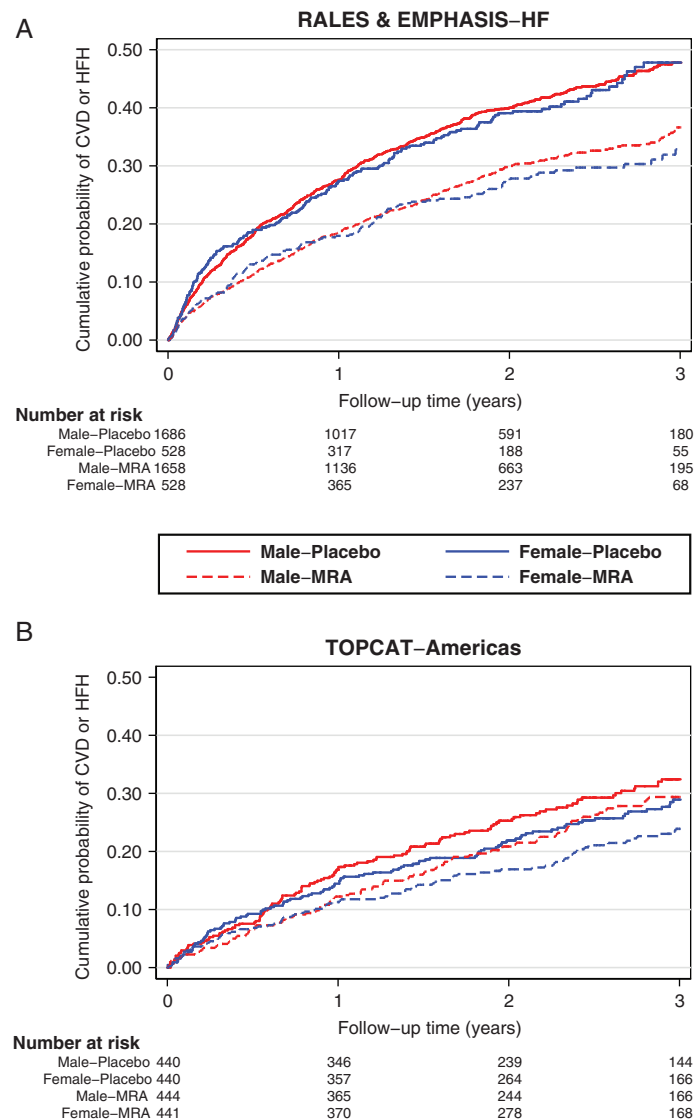 A
RALES & EMPHASIS–HF
Cumulative probability of CVD or HFH
0.50
0.40
0.30
0.20
0.10
0.00
0 1 2 3
Follow–up time (years)
Number at risk
Male–Placebo 1686 1017 591 180
Female–Placebo 528 317 188 55
Male–MRA 1658 1136 663 195
Female–MRA 528 365 237 68
Male–Placebo Female–Placebo
Male–MRA Female–MRA
B
TOPCAT–Americas
Cumulative probability of CVD or HFH
0.50
0.40
0.30
0.20
0.10
0.00
0 1 2 3
Follow–up time (years)
Number at risk
Male–Placebo 440 346 239 144
Female–Placebo 440 357 264 166
Male–MRA 444 365 244 166
Female–MRA 441 370 278 168